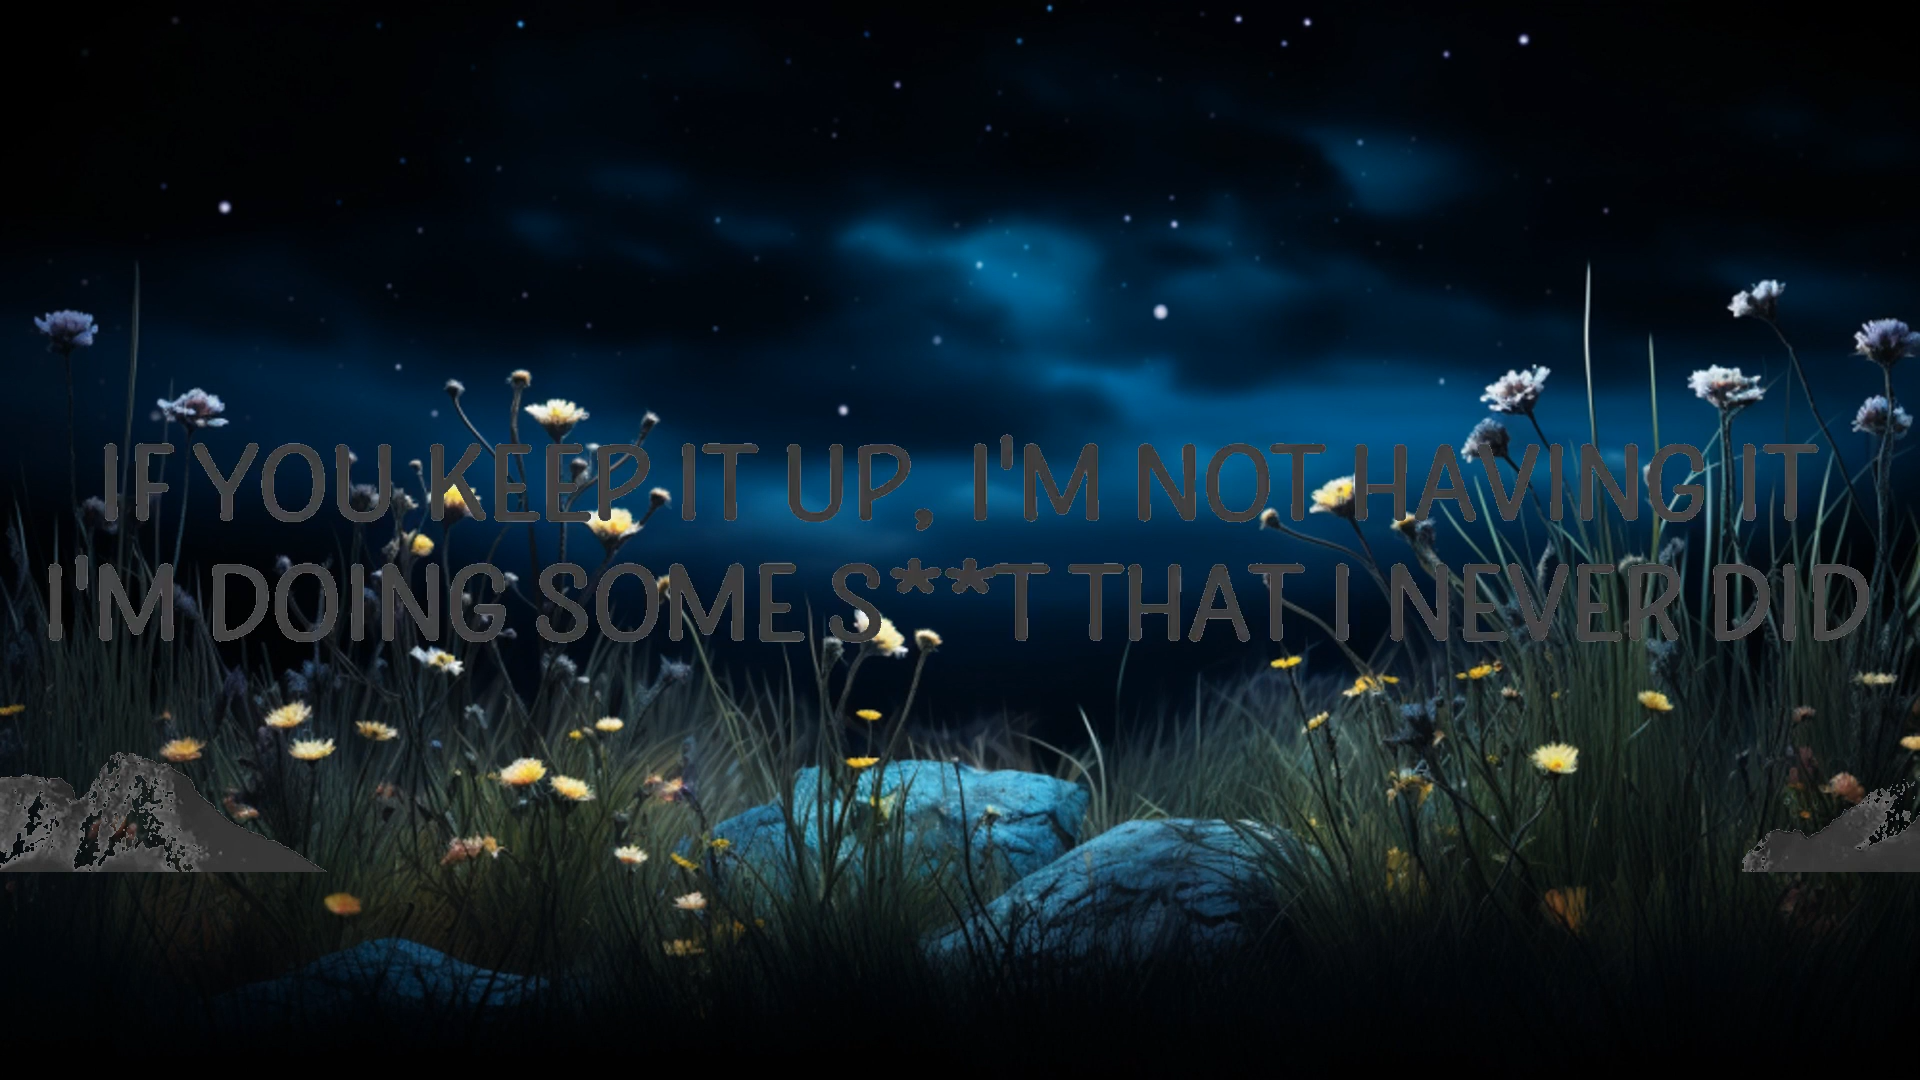 IF YOU KEEP IT UP, I'M NOT HAVING IT
I'M DOING SOME S**T THAT I NEVER DID